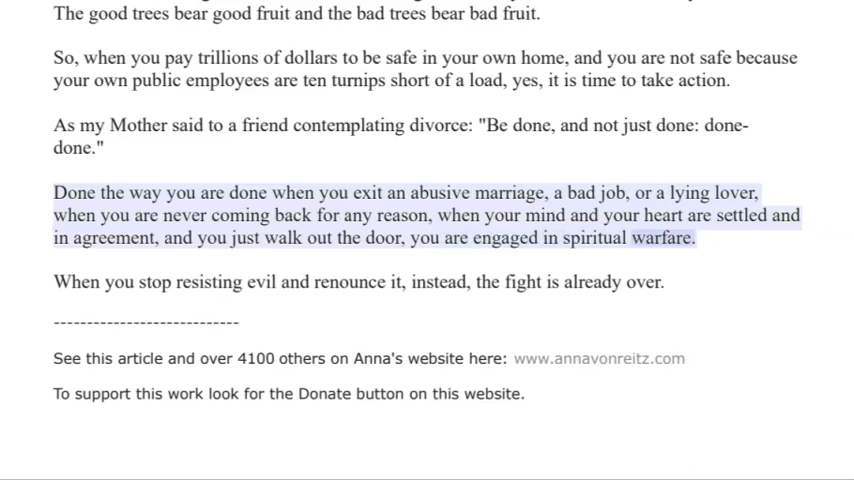 The good trees bear good fruit and the bad trees bear bad fruit.
So, when you pay trillions of dollars to be safe in your own home, and you are not safe because
your own public employees are ten turnips short of a load, yes, it is time to take action.
As my Mother said to a friend contemplating divorce: "Be done, and not just done: done-
done."
Done the way you are done when you exit an abusive marriage, a bad job, or a lying lover,
when you are never coming back for any reason, when your mind and your heart are settled and
in agreement, and you just walk out the door, you are engaged in spiritual warfare.
When you stop resisting evil and renounce it, instead, the fight is already over.
----------------------------
See this article and over 4100 others on Anna's website here: www.annavonreitz.com
To support this work look for the Donate button on this website.